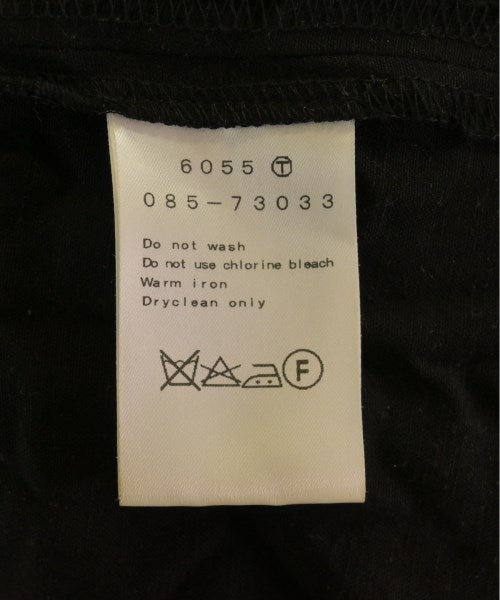 6055 Ⓣ
085-73033
Do not wash
Do not use chlorine bleach
Warm iron
Dryclean only
F